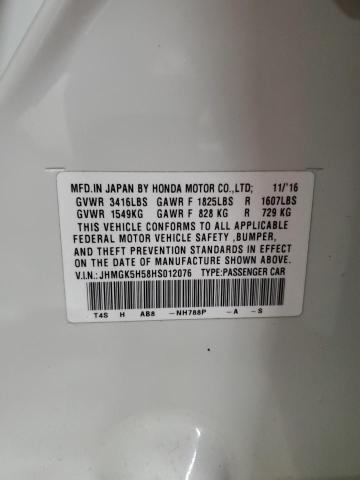 MFD.IN JAPAN BY HONDA MOTOR CO.,LTD; 11/'16
GVWR 3416LBS GAWR F 1825LBS R 1607LBS
GVWR 1549KG GAWR F 828 KG R 729 KG
THIS VEHICLE CONFORMS TO ALL APPLICABLE
FEDERAL MOTOR VEHICLE SAFETY ,BUMPER,
AND THEFT PREVENTION STANDARDS IN EFFECT
ON THE DATE OF MANUFACTURE SHOWN ABOVE.
V.I.N.: JHMGK5H58HS012076 TYPE:PASSENGER CAR
T4S H AB8 -NH788P -A -S